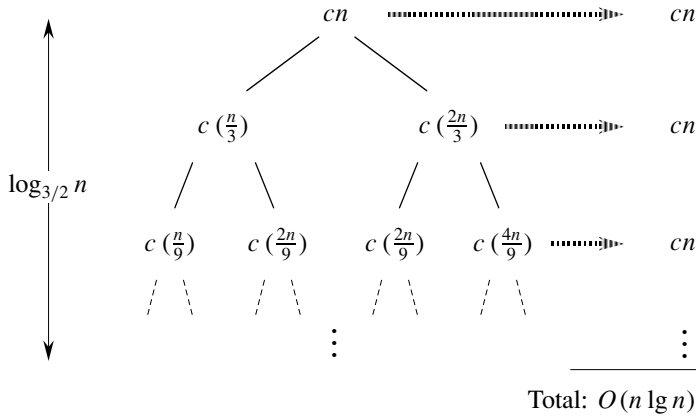 cn cn
c(n/3) c(2n/3) cn
log_{3/2} n
c(n/9) c(2n/9) c(2n/9) c(4n/9) cn
⋮ ⋮
Total: O(n lg n)